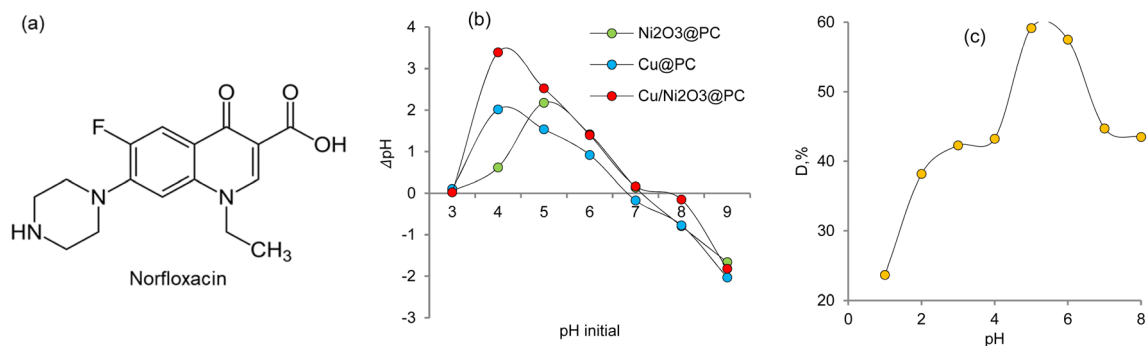 (a)
O
O
F
OH
N
N
HN
CH3
Norfloxacin
(b)
Ni2O3@PC
Cu@PC
Cu/Ni2O3@PC
4
3
2
1
0
-1
-2
-3
ΔpH
3 4 5 6 7 8 9
pH initial
(c)
60
50
40
30
20
D,%
0 2 4 6 8
pH